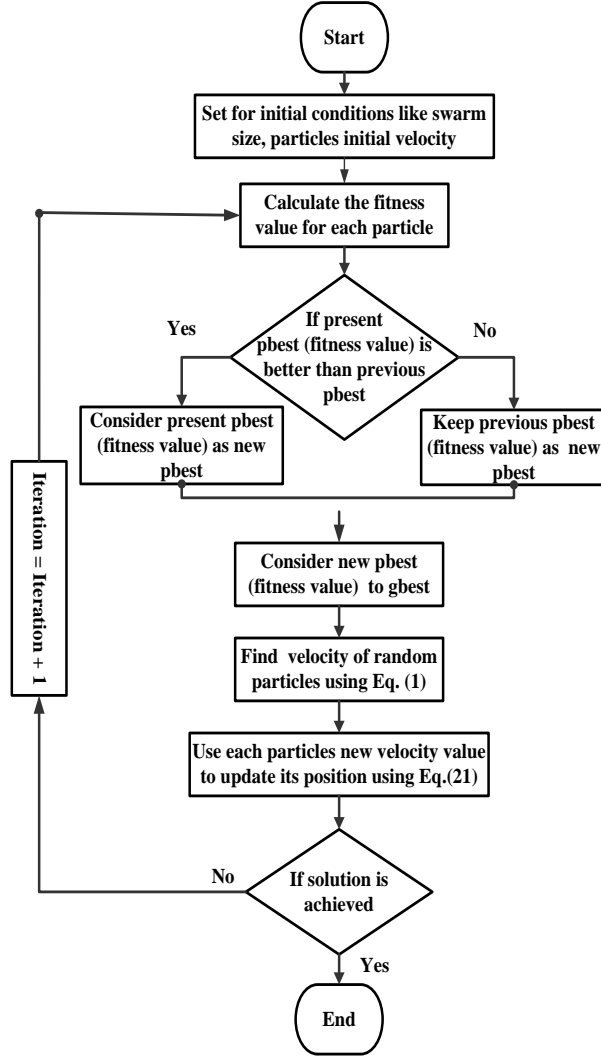 Start
Set for initial conditions like swarm
size, particles initial velocity
Calculate the fitness
value for each particle
If present
pbest (fitness value) is
better than previous
pbest
Yes
No
Consider present pbest
(fitness value) as new
pbest
Keep previous pbest
(fitness value) as new
pbest
Consider new pbest
(fitness value) to gbest
Find velocity of random
particles using Eq. (1)
Use each particles new velocity value
to update its position using Eq.(21)
If solution is
achieved
No
Iteration = Iteration + 1
Yes
End